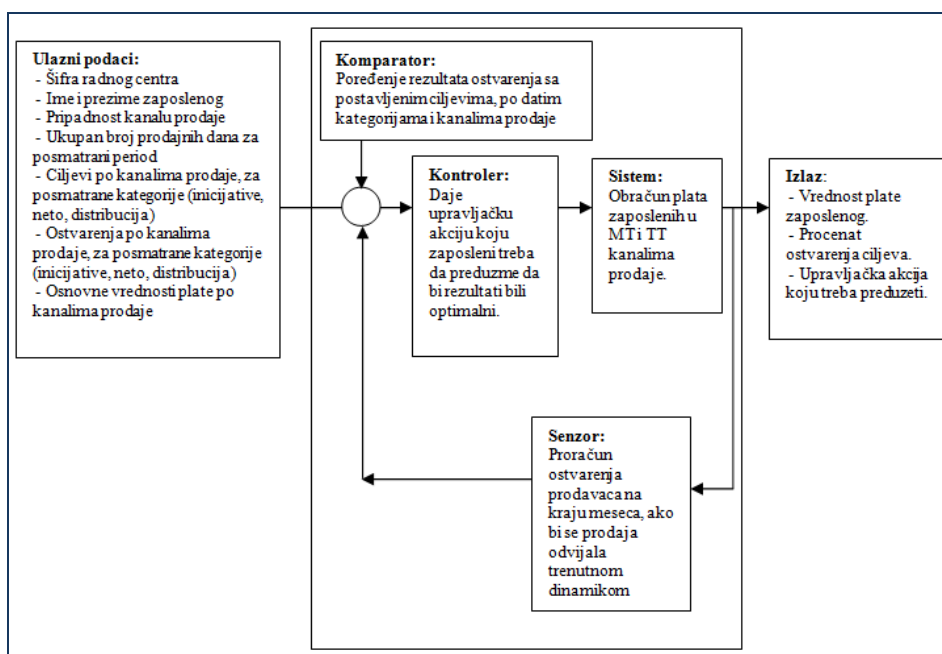 Ulazni podaci:
- Šifra radnog centra
- Ime i prezime zaposlenog
- Pripadnost kanalu prodaje
- Ukupan broj prodajnih dana za
posmatrani period
- Ciljevi po kanalima prodaje, za
posmatrane kategorije (inicijative,
neto, distribucija)
- Ostvarenja po kanalima
prodaje, za posmatrane kategorije
(inicijative, neto, distribucija)
- Osnovne vrednosti plate po
kanalima prodaje
Komparator:
Poređenje rezultata ostvarenja sa
postavljenim ciljevima, po datim
kategorijama i kanalima prodaje
Kontroler:
Daje
upravljačku
akciju koju
zaposleni treba
da preduzme da
bi rezultati bili
optimalni.
Sistem:
Obračun plata
zaposlenih u
MT i TT
kanalima
prodaje.
Izlaz:
- Vrednost plate
zaposlenog.
- Procenat
ostvarenja ciljeva.
- Upravljačka akcija
koju treba preduzeti.
Senzor:
Proračun
ostvarenja
prodavaca na
kraju meseca, ako
bi se prodaja
odvijala
trenutnom
dinamikom